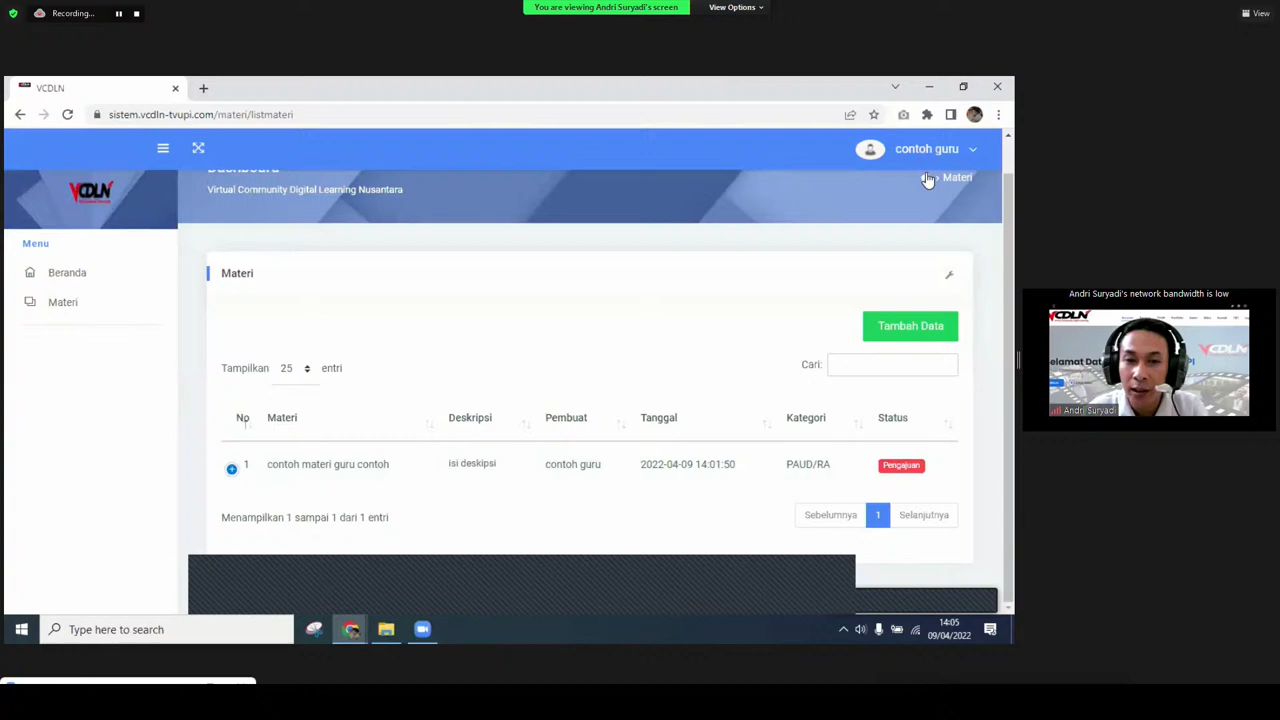 Recording...
You are viewing Andri Suryadi's screen
View Options
View
VCDLN
sistem.vcdln-tvupi.com/materi/listmateri
contoh guru
Virtual Community Digital Learning Nusantara
Materi
VCDLN
Menu
Beranda
Materi
Materi
Tambah Data
Tampilkan 25 entri
Cari:
No Materi Deskripsi Pembuat Tanggal Kategori Status
1 contoh materi guru contoh isi deskipsi contoh guru 2022-04-09 14:01:50 PAUD/RA Pengajuan
Menampilkan 1 sampai 1 dari 1 entri
Sebelumnya 1 Selanjutnya
Type here to search
14:05
09/04/2022
Andri Suryadi's network bandwidth is low
VCDLN
Andri Suryadi